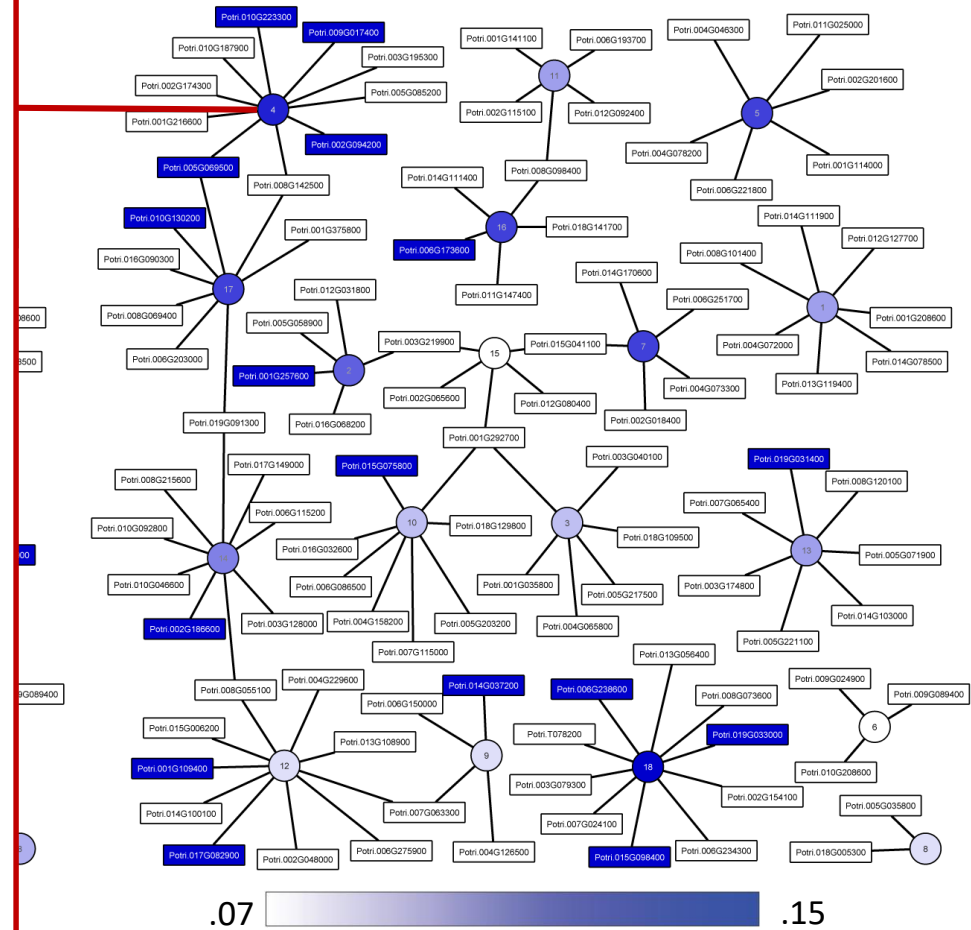 Potri.010G223300
Potri.009G017400
Potri.010G187900
Potri.003G195300
Potri.002G174300
Potri.005G085200
4
Potri.001G216600
Potri.002G094200
Potri.005G069500
Potri.008G142500
Potri.001G141100
Potri.006G193700
11
Potri.002G115100
Potri.012G092400
Potri.008G098400
Potri.004G046300
Potri.011G025000
Potri.002G201600
5
Potri.004G078200
Potri.001G114000
Potri.006G221800
Potri.014G111400
16
Potri.018G141700
Potri.006G173600
Potri.011G147400
Potri.010G130200
Potri.001G375800
Potri.016G090300
17
Potri.008G069400
Potri.006G203000
Potri.014G111900
Potri.012G127700
Potri.008G101400
1
Potri.001G208600
Potri.004G072000
Potri.014G078500
Potri.013G119400
Potri.012G031800
Potri.005G058900
Potri.003G219900
2
Potri.001G257600
Potri.016G068200
15
Potri.015G041100
Potri.002G065600
Potri.012G080400
Potri.014G170600
Potri.006G251700
7
Potri.004G073300
Potri.002G018400
08600
500
Potri.019G091300
Potri.001G292700
Potri.017G149000
Potri.008G215600
Potri.006G115200
Potri.010G092800
Potri.010G046600
Potri.002G186600
Potri.003G128000
Potri.015G075800
10
Potri.018G129800
Potri.016G032600
Potri.006G086500
Potri.004G158200
Potri.005G203200
Potri.007G115000
Potri.003G040100
3
Potri.018G109500
Potri.001G035800
Potri.005G217500
Potri.004G065800
Potri.019G031400
Potri.008G120100
Potri.007G065400
13
Potri.005G071900
Potri.003G174800
Potri.014G103000
Potri.005G221100
00
9G089400
Potri.008G055100
Potri.004G229600
Potri.015G006200
Potri.013G108900
Potri.001G109400
12
Potri.014G100100
Potri.007G063300
Potri.017G082900
Potri.002G048000
Potri.006G275900
Potri.014G037200
Potri.006G150000
9
Potri.004G126500
Potri.013G056400
Potri.006G238600
Potri.008G073600
Potri.T078200
Potri.019G033000
18
Potri.003G079300
Potri.002G154100
Potri.007G024100
Potri.015G098400
Potri.006G234300
Potri.009G024900
Potri.009G089400
6
Potri.010G208600
Potri.005G035800
8
Potri.018G005300
.07
.15